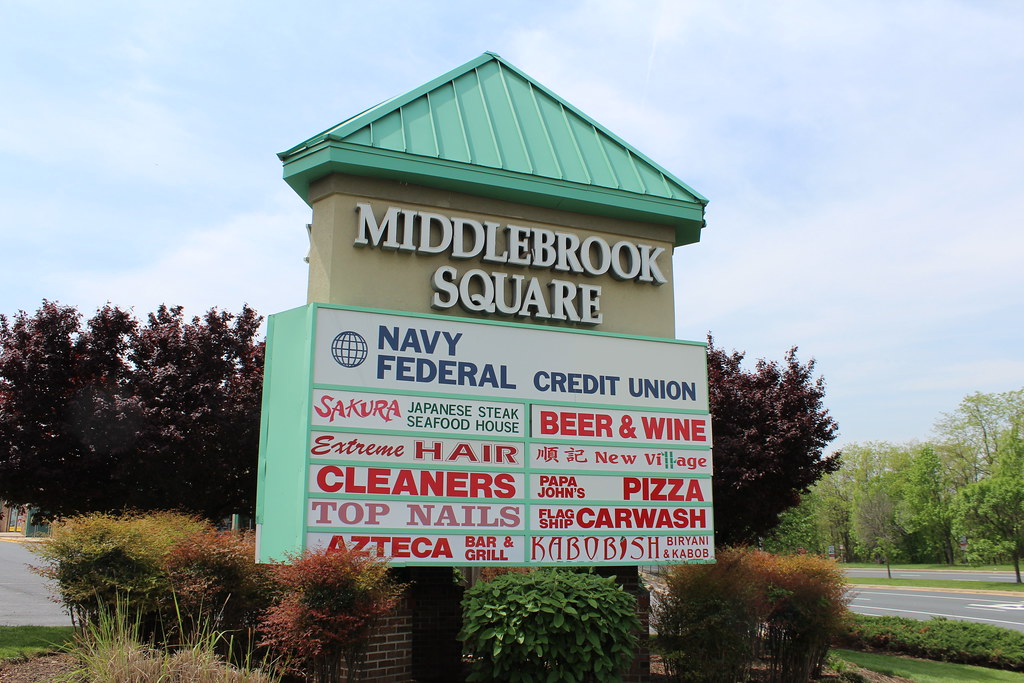 MIDDLEBROOK
SQUARE
NAVY
FEDERAL CREDIT UNION
SAKURA JAPANESE STEAK
SEAFOOD HOUSE
BEER & WINE
Extreme HAIR
順記 New Village
CLEANERS
PAPA
JOHN'S PIZZA
TOP NAILS
FLAG
SHIP CARWASH
AZTECA BAR &
GRILL
KABOBISH BIRYANI
& KABOB